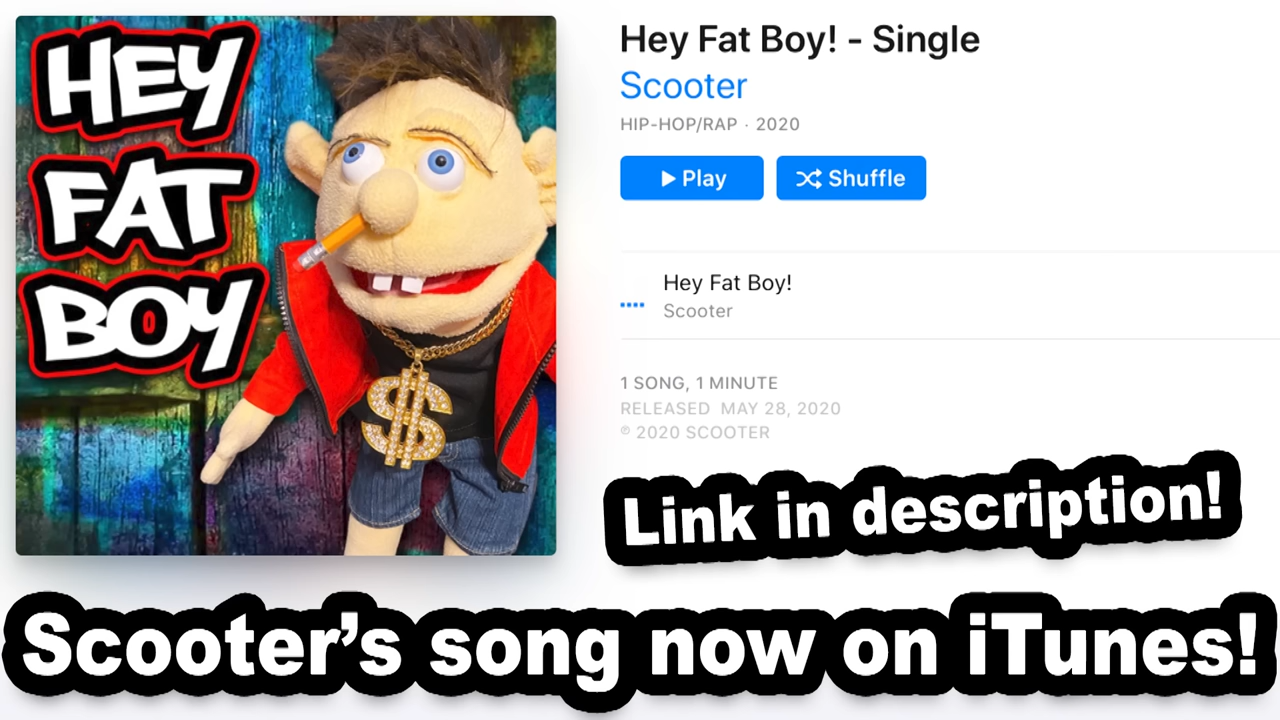 HEY
FAT
BOY
Hey Fat Boy! - Single
Scooter
HIP-HOP/RAP · 2020
Play
Shuffle
Hey Fat Boy!
Scooter
1 SONG, 1 MINUTE
RELEASED MAY 28, 2020
℗ 2020 SCOOTER
Link in description!
Scooter’s song now on iTunes!